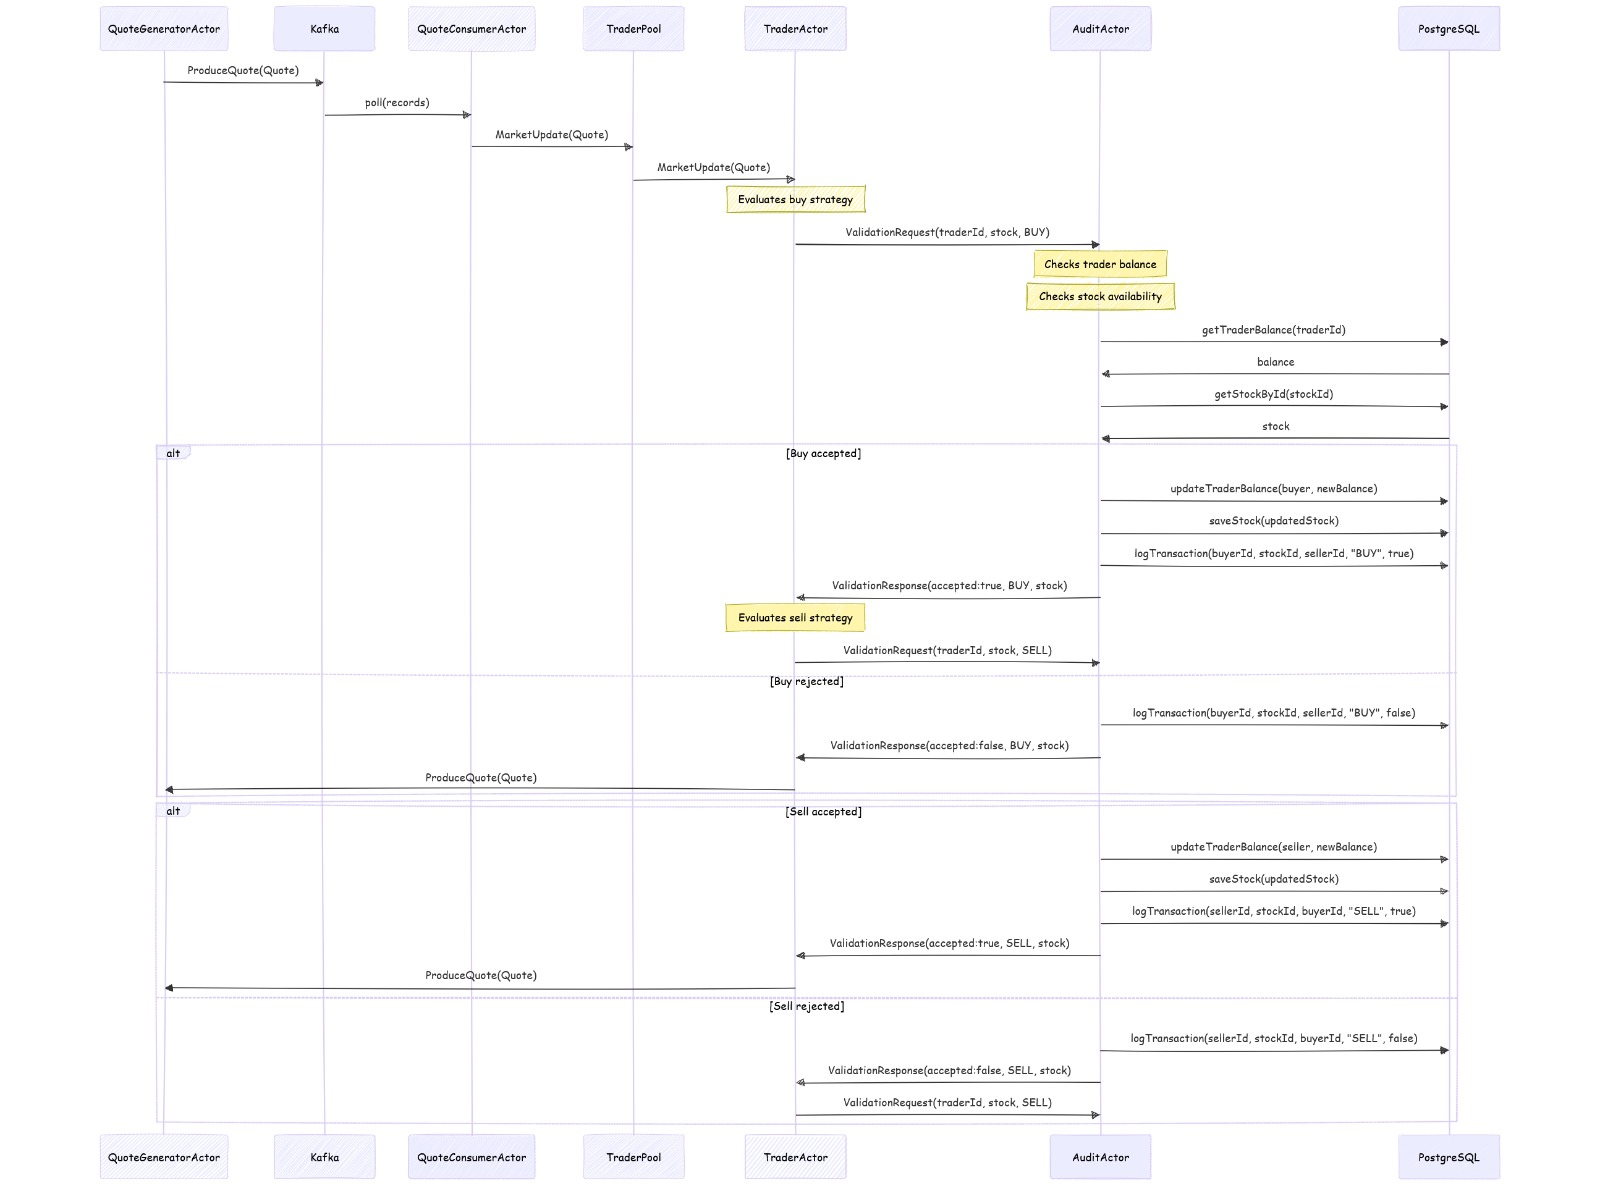 QuoteGeneratorActor
Kafka
QuoteConsumerActor
TraderPool
TraderActor
AuditActor
PostgreSQL
ProduceQuote(Quote)
poll(records)
MarketUpdate(Quote)
MarketUpdate(Quote)
Evaluates buy strategy
ValidationRequest(traderId, stock, BUY)
Checks trader balance
Checks stock availability
getTraderBalance(traderId)
balance
getStockById(stockId)
stock
alt
[Buy accepted]
updateTraderBalance(buyer, newBalance)
saveStock(updatedStock)
logTransaction(buyerId, stockId, sellerId, "BUY", true)
ValidationResponse(accepted:true, BUY, stock)
Evaluates sell strategy
ValidationRequest(traderId, stock, SELL)
[Buy rejected]
logTransaction(buyerId, stockId, sellerId, "BUY", false)
ValidationResponse(accepted:false, BUY, stock)
ProduceQuote(Quote)
alt
[Sell accepted]
updateTraderBalance(seller, newBalance)
saveStock(updatedStock)
logTransaction(sellerId, stockId, buyerId, "SELL", true)
ValidationResponse(accepted:true, SELL, stock)
ProduceQuote(Quote)
[Sell rejected]
logTransaction(sellerId, stockId, buyerId, "SELL", false)
ValidationResponse(accepted:false, SELL, stock)
ValidationRequest(traderId, stock, SELL)
QuoteGeneratorActor
Kafka
QuoteConsumerActor
TraderPool
TraderActor
AuditActor
PostgreSQL